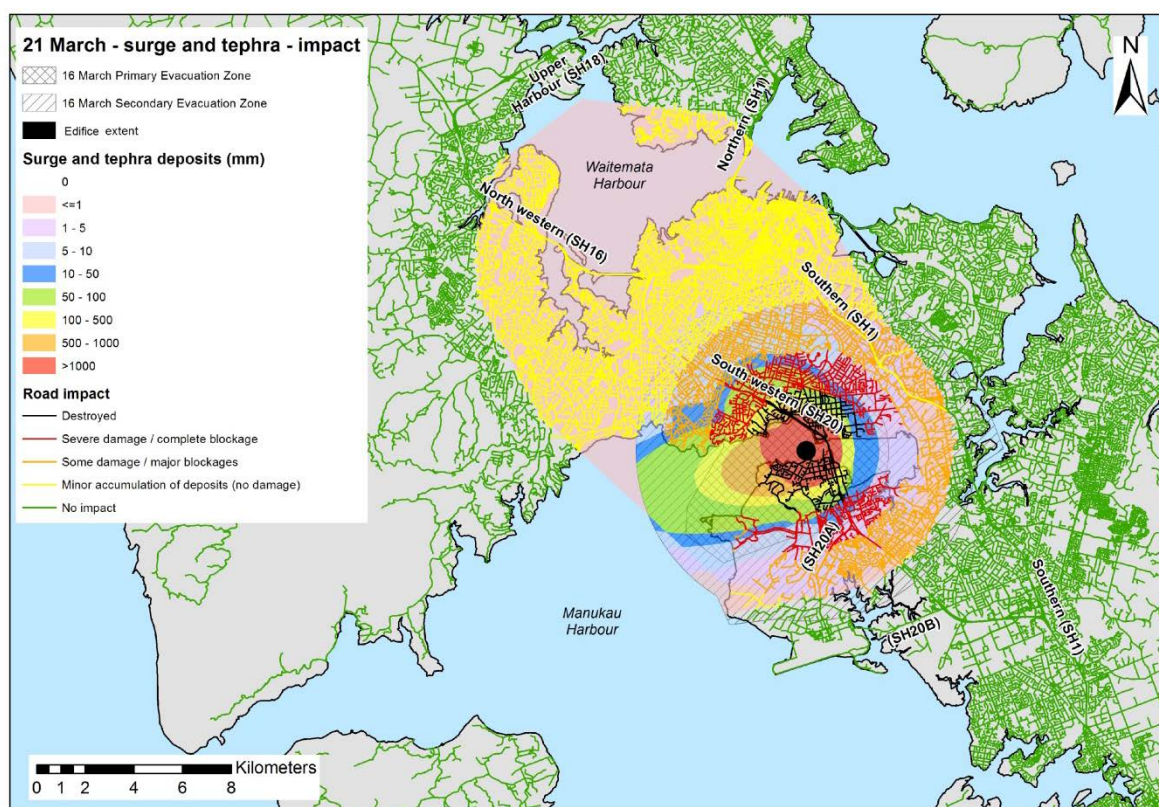 21 March - surge and tephra - impact
16 March Primary Evacuation Zone
16 March Secondary Evacuation Zone
Edifice extent
Surge and tephra deposits (mm)
0
<=1
1 - 5
5 - 10
10 - 50
50 - 100
100 - 500
500 - 1000
>1000
Road impact
Destroyed
Severe damage / complete blockage
Some damage / major blockages
Minor accumulation of deposits (no damage)
No impact
N
Upper
Harbour (SH18)
Northern (SH1)
Waitemata
Harbour
North western (SH16)
Southern (SH1)
South western (SH20)
(SH20A)
(SH20B)
Southern (SH1)
Manukau
Harbour
Kilometers
0 1 2 4 6 8